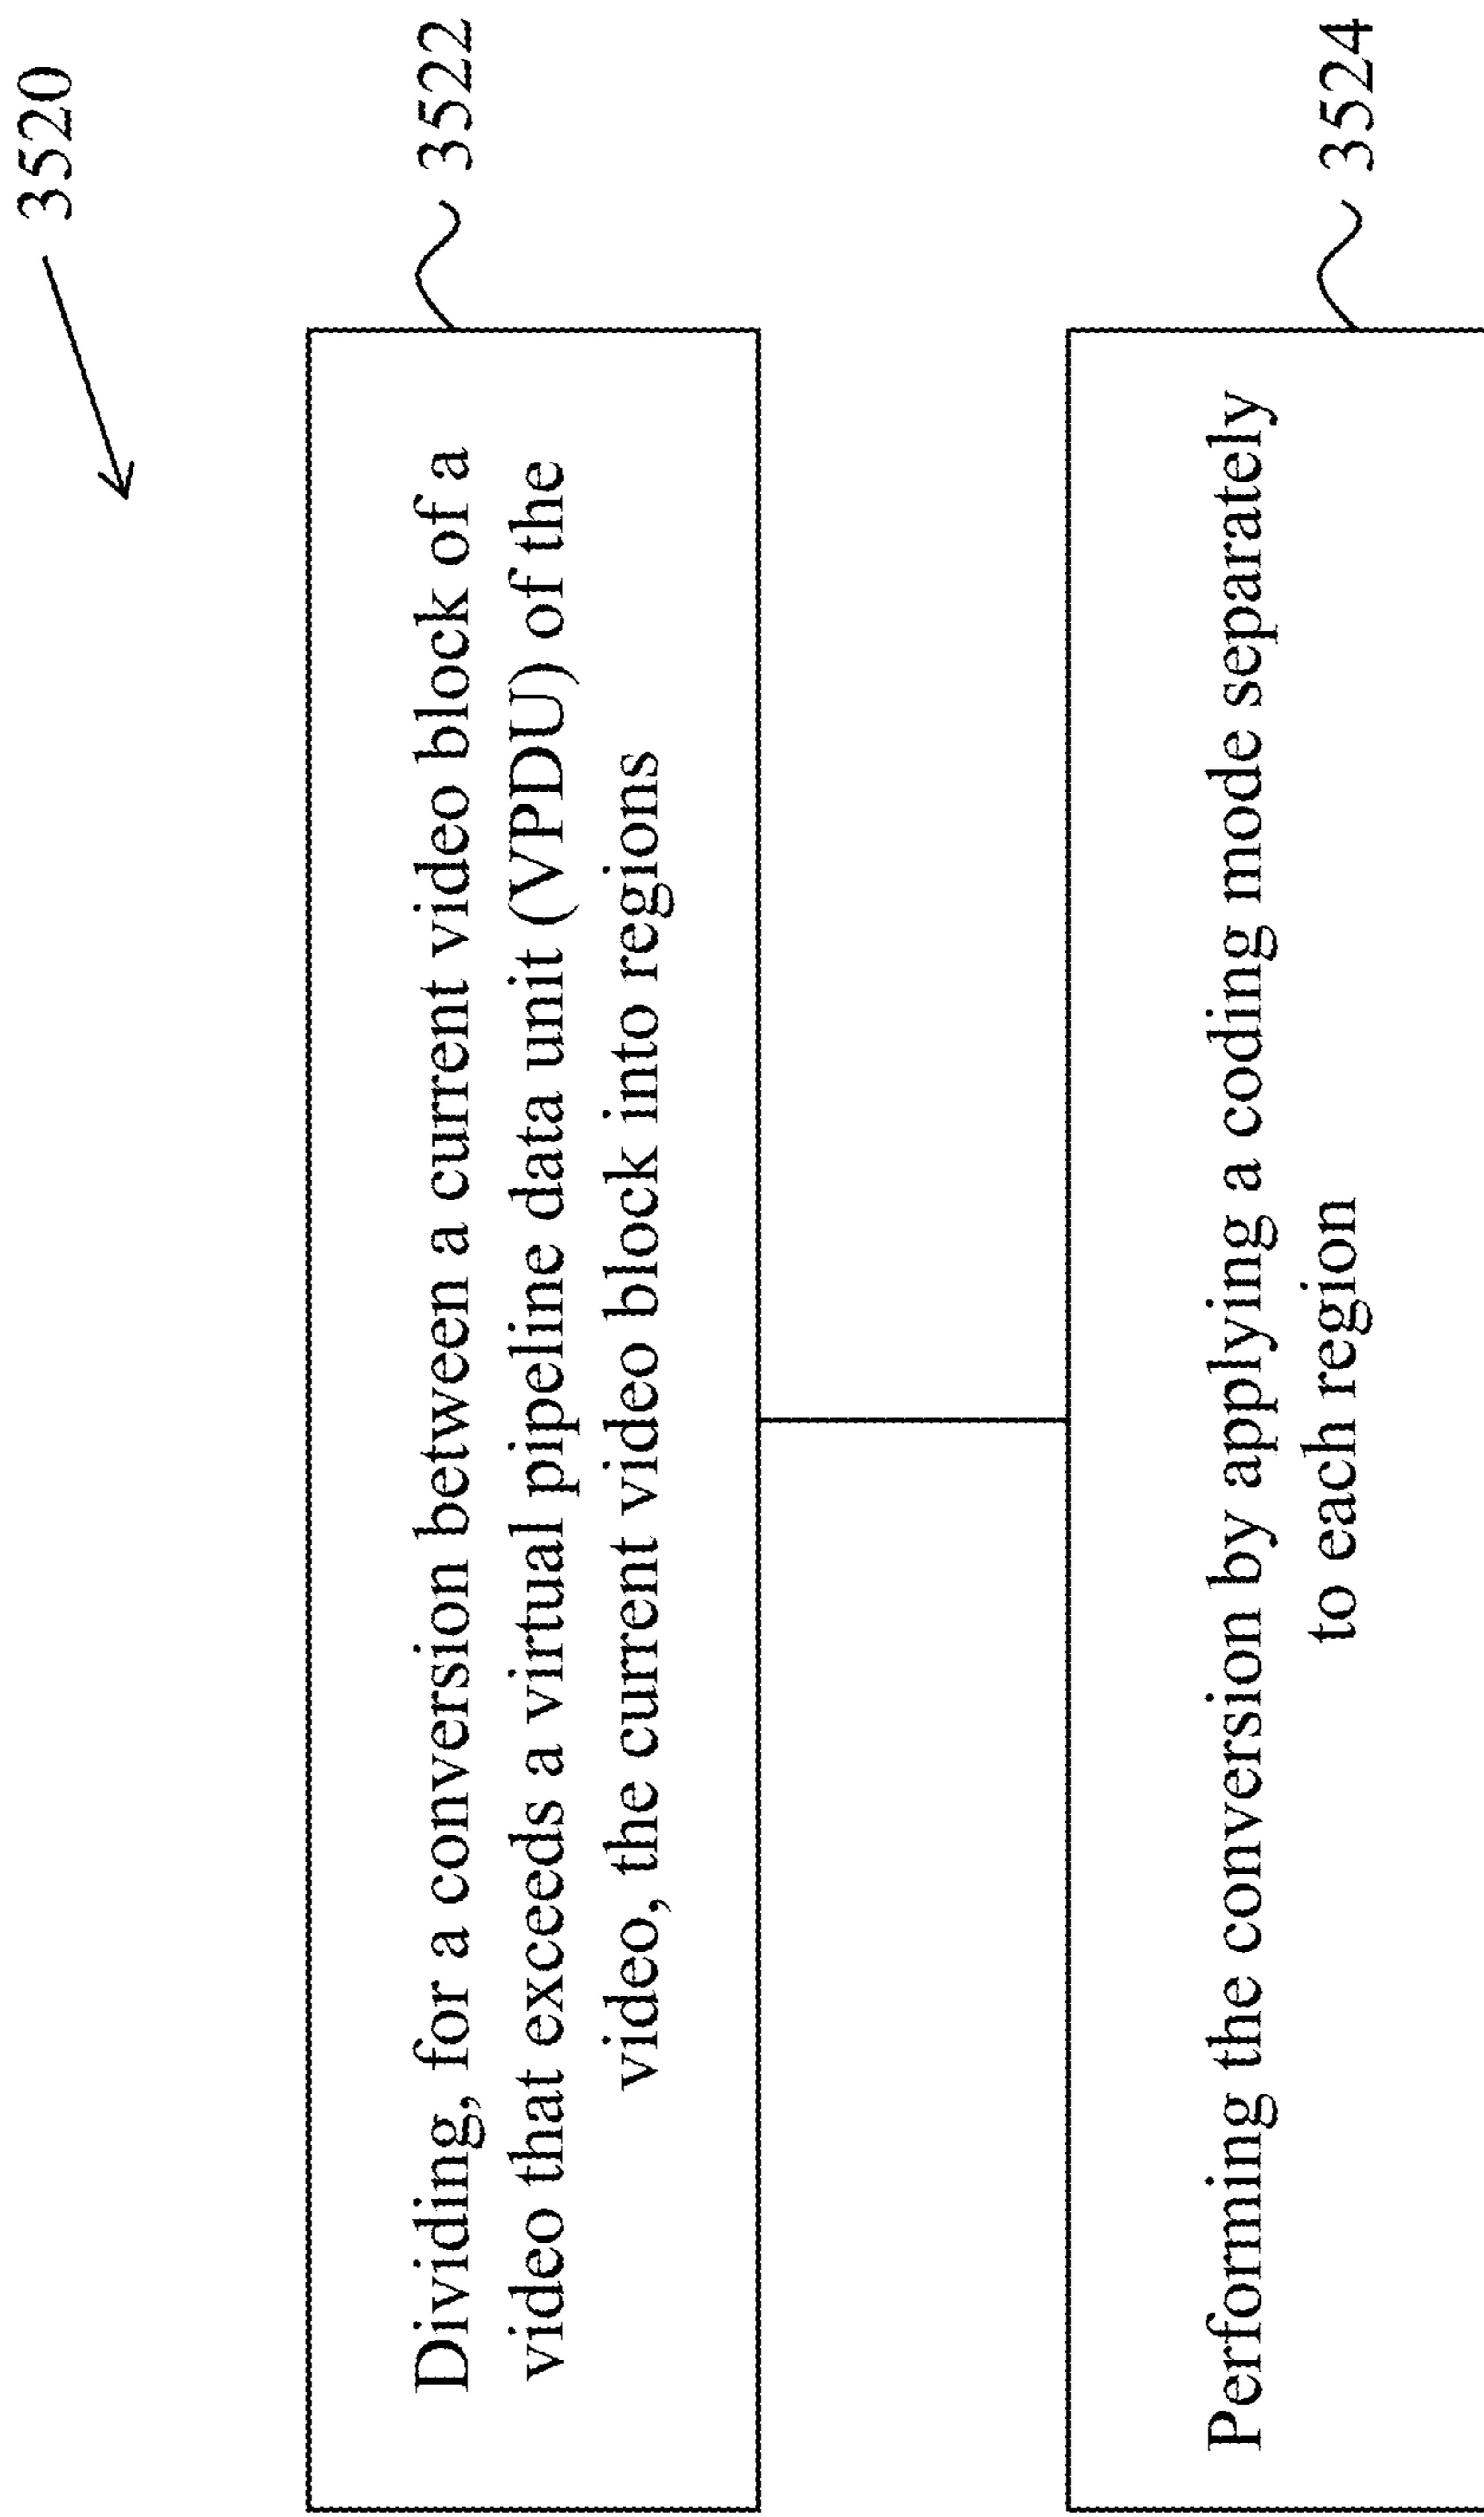 3520
Dividing, for a conversion between a current video block of a
video that exceeds a virtual pipeline data unit (VPDU) of the
video, the current video block into regions
3522
Performing the conversion by applying a coding mode separately
to each region
3524